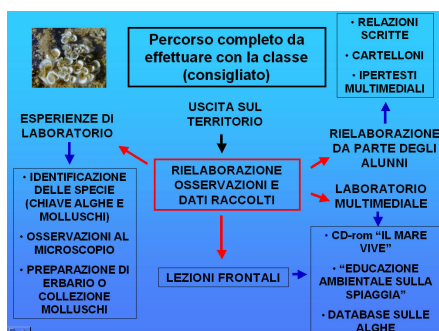 Percorso completo da
effettuare con la classe
(consigliato)
• RELAZIONI
SCRITTE
• CARTELLONI
• IPERTESTI
MULTIMEDIALI
USCITA SUL
TERRITORIO
ESPERIENZE DI
LABORATORIO
RIELABORAZIONE
DA PARTE DEGLI
ALUNNI
RIELABORAZIONE
OSSERVAZIONI E
DATI RACCOLTI
• IDENTIFICAZIONE
DELLE SPECIE
(CHIAVE ALGHE E
MOLLUSCHI)
• OSSERVAZIONI AL
MICROSCOPIO
• PREPARAZIONE DI
ERBARIO O
COLLEZIONE
MOLLUSCHI
LABORATORIO
MULTIMEDIALE
LEZIONI FRONTALI
• CD-rom “IL MARE
VIVE”
• “EDUCAZIONE
AMBIENTALE SULLA
SPIAGGIA”
• DATABASE SULLE
ALGHE